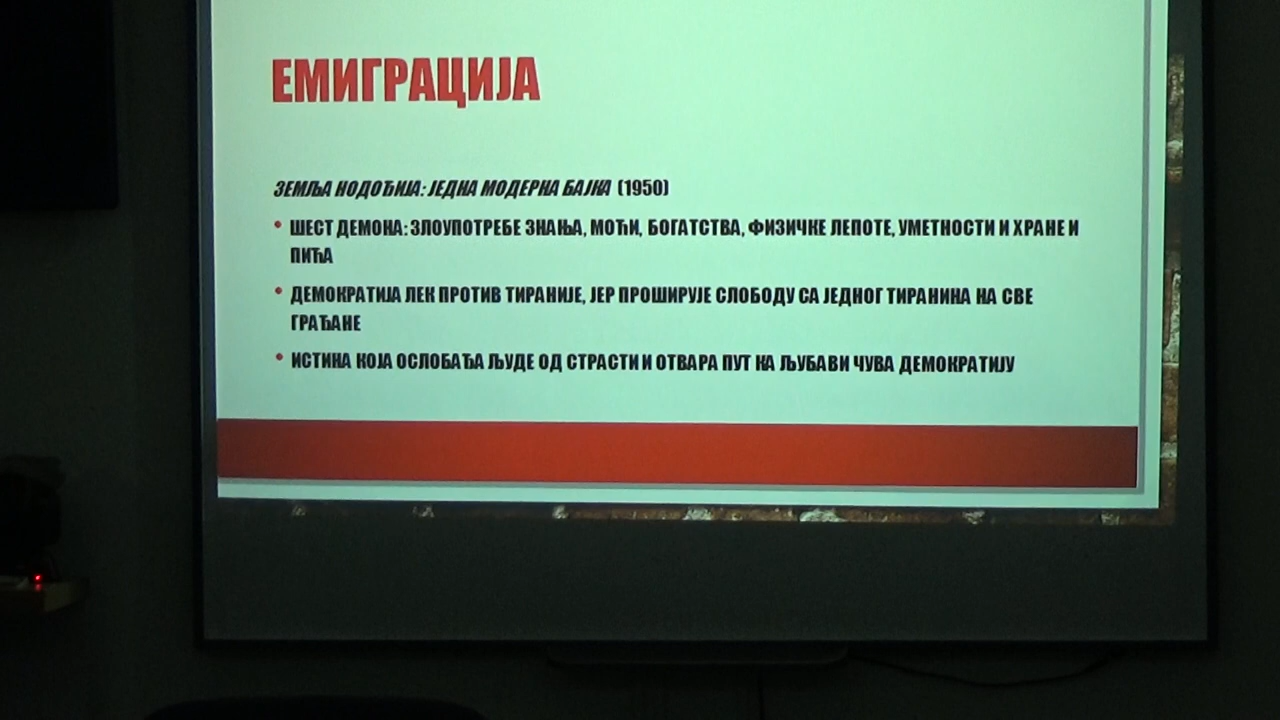 ЕМИГРАЦИЈА
ЗЕМЉА НОДОЂИЈА: ЈЕДНА МОДЕРНА БАЈКА (1950)
• ШЕСТ ДЕМОНА: ЗЛОУПОТРЕБЕ ЗНАЊА, МОЋИ, БОГАТСТВА, ФИЗИЧКЕ ЛЕПОТЕ, УМЕТНОСТИ И ХРАНЕ И
ПИЋА
• ДЕМОКРАТИЈА ЛЕК ПРОТИВ ТИРАНИЈЕ, ЈЕР ПРОШИРУЈЕ СЛОБОДУ СА ЈЕДНОГ ТИРАНИНА НА СВЕ
ГРАЂАНЕ
• ИСТИНА КОЈА ОСЛОБАЂА ЉУДЕ ОД СТРАСТИ И ОТВАРА ПУТ КА ЉУБАВИ ЧУВА ДЕМОКРАТИЈУ